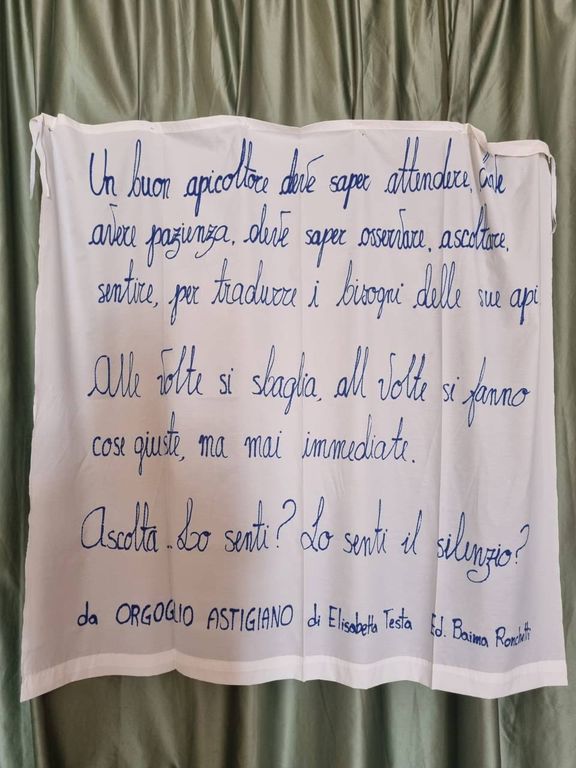 Un buon apicoltore deve saper attendere, deve
avere pazienza, deve saper osservare, ascoltare,
sentire, per tradurre i bisogni delle sue api
Alle volte si sbaglia, all volte si fanno
cose giuste, ma mai immediate.
Ascolta.. Lo senti? Lo senti il silenzio?
da ORGOGLIO ASTIGIANO di Elisabetta Testa Ed. Baima Ronchetti